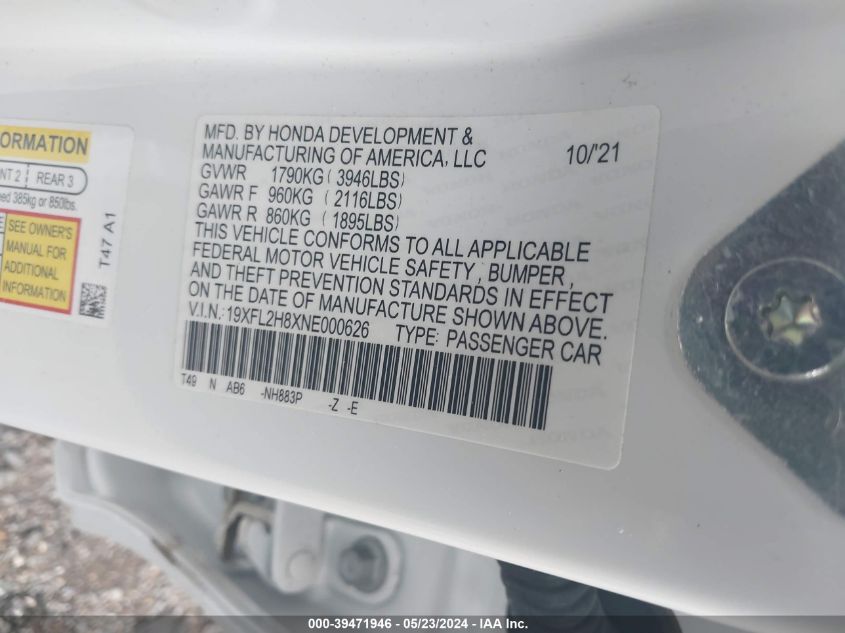 ORMATION
NT 2 REAR 3
ed 385kg or 850lbs.
SEE OWNER'S
MANUAL FOR
ADDITIONAL
INFORMATION
T47 A1
MFD. BY HONDA DEVELOPMENT &
MANUFACTURING OF AMERICA, LLC 10/'21
GVWR 1790KG ( 3946LBS)
GAWR F 960KG ( 2116LBS)
GAWR R 860KG ( 1895LBS)
THIS VEHICLE CONFORMS TO ALL APPLICABLE
FEDERAL MOTOR VEHICLE SAFETY, BUMPER,
AND THEFT PREVENTION STANDARDS IN EFFECT
ON THE DATE OF MANUFACTURE SHOWN ABOVE.
V.I.N.: 19XFL2H8XNE000626 TYPE: PASSENGER CAR
T49 N AB6 -NH883P -Z -E
000-39471946 - 05/23/2024 - IAA Inc.